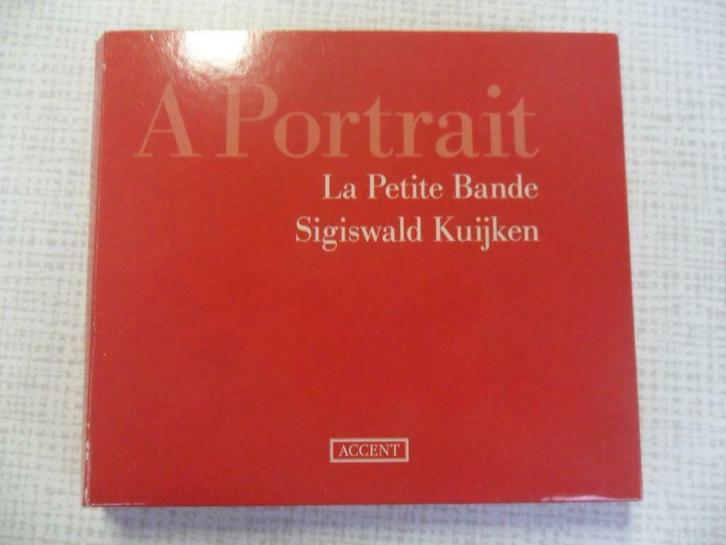 A Portrait
La Petite Bande
Sigiswald Kuijken
ACCENT